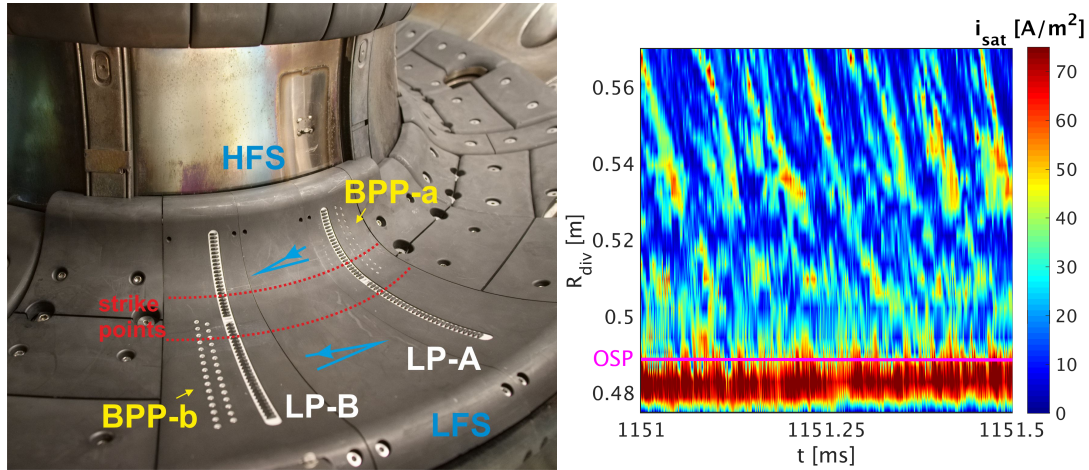 HFS
BPP-a
strike
points
LP-A
LP-B
BPP-b
LFS
i_sat [A/m²]
0.56
0.54
0.52
0.5
OSP
0.48
R_div [m]
70
60
50
40
30
20
10
0
1151
1151.25
1151.5
t [ms]